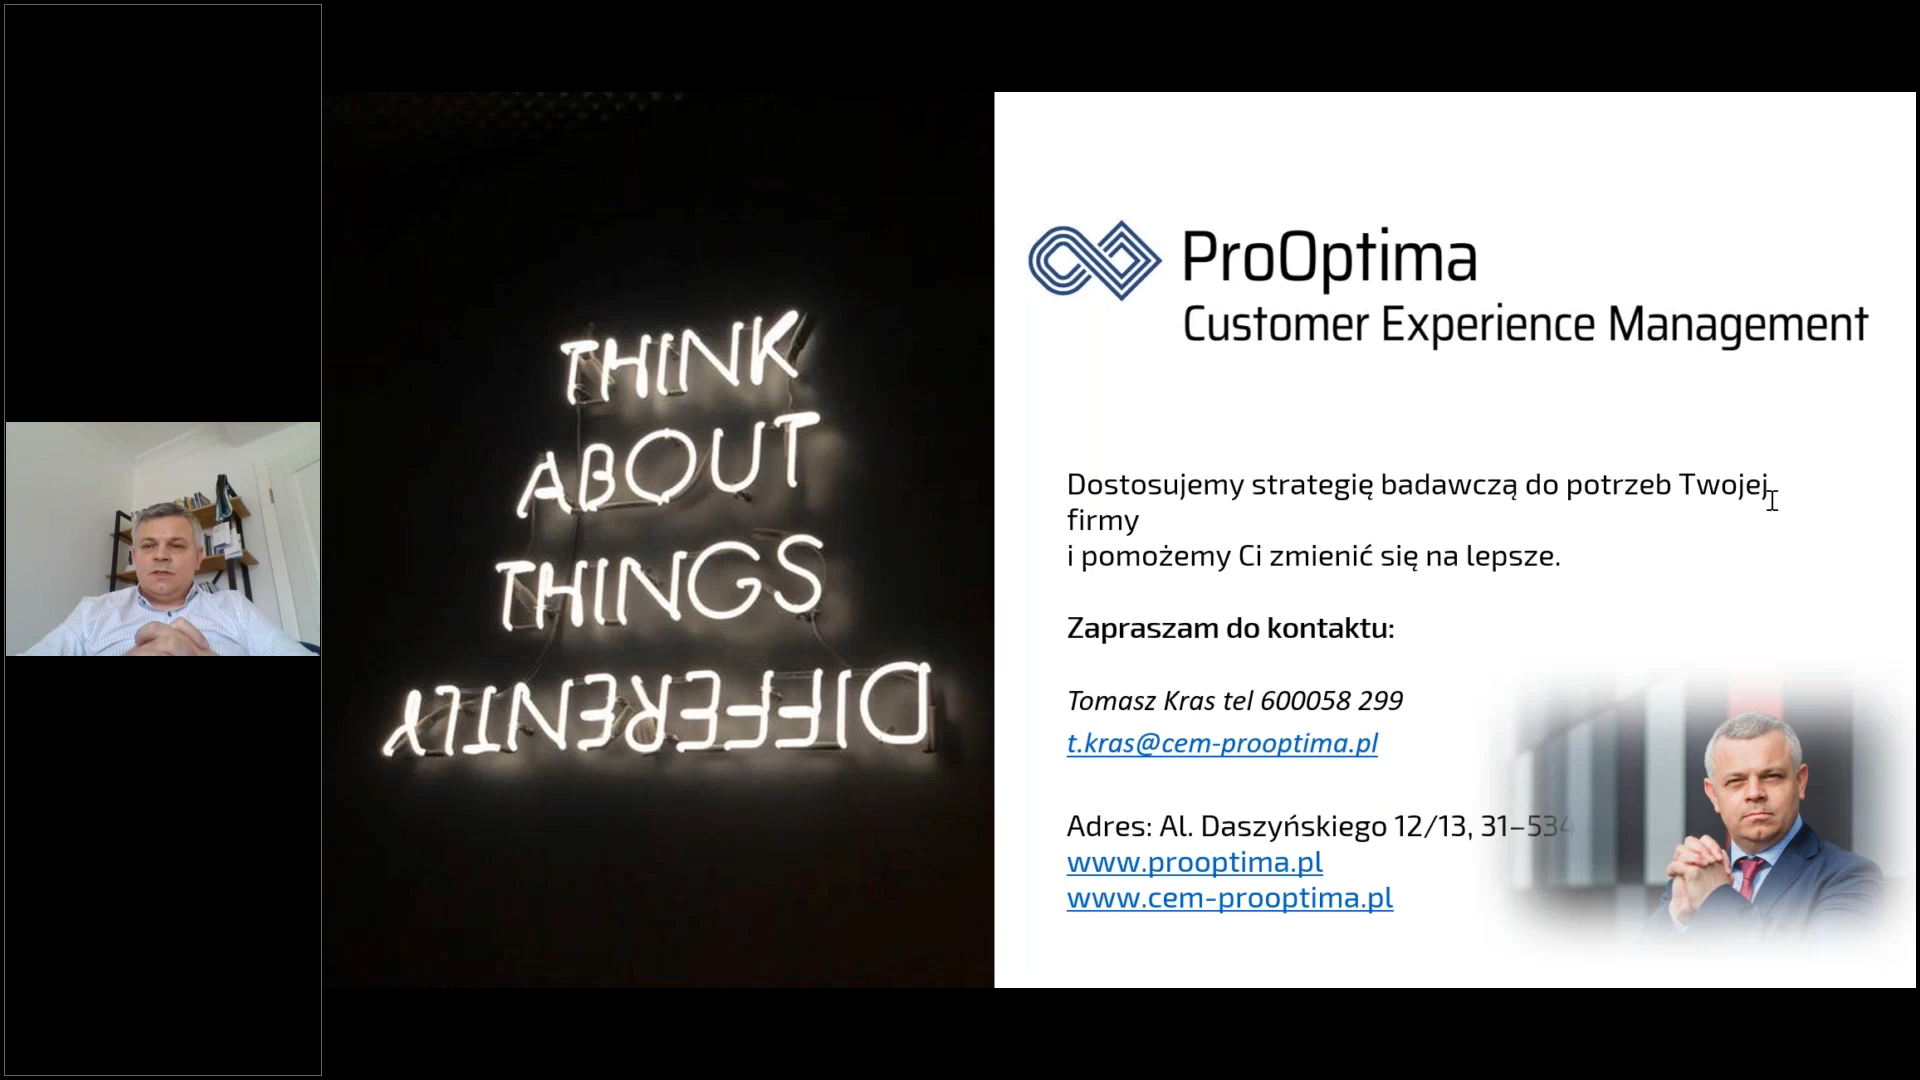 THINK
ABOUT
THINGS
DIFFERENTLY
ProOptima
Customer Experience Management
Dostosujemy strategię badawczą do potrzeb Twojej
firmy
i pomożemy Ci zmienić się na lepsze.
Zapraszam do kontaktu:
Tomasz Kras tel 600058 299
t.kras@cem-prooptima.pl
Adres: Al. Daszyńskiego 12/13, 31–534
www.prooptima.pl
www.cem-prooptima.pl